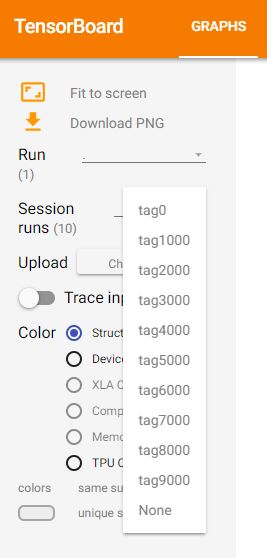 TensorBoard
GRAPHS
Fit to screen
Download PNG
Run
(1)
.
Session
runs (10)
tag0
tag1000
tag2000
tag3000
tag4000
tag5000
tag6000
tag7000
tag8000
tag9000
None
Upload
Ch
Trace inp
Color
Struct
Device
XLA C
Comp
Memo
TPU C
colors
same su
unique s